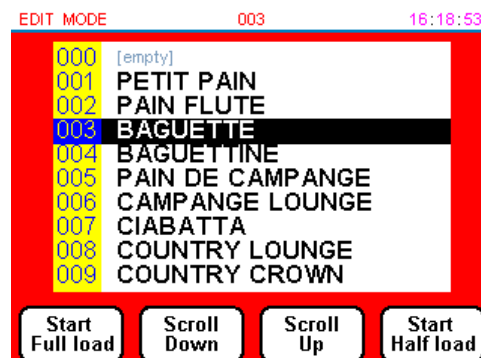 EDIT MODE 003 16:18:53
000 [empty]
001 PETIT PAIN
002 PAIN FLUTE
003 BAGUETTE
004 BAGUETTINE
005 PAIN DE CAMPANGE
006 CAMPANGE LOUNGE
007 CIABATTA
008 COUNTRY LOUNGE
009 COUNTRY CROWN
Start Full load
Scroll Down
Scroll Up
Start Half load